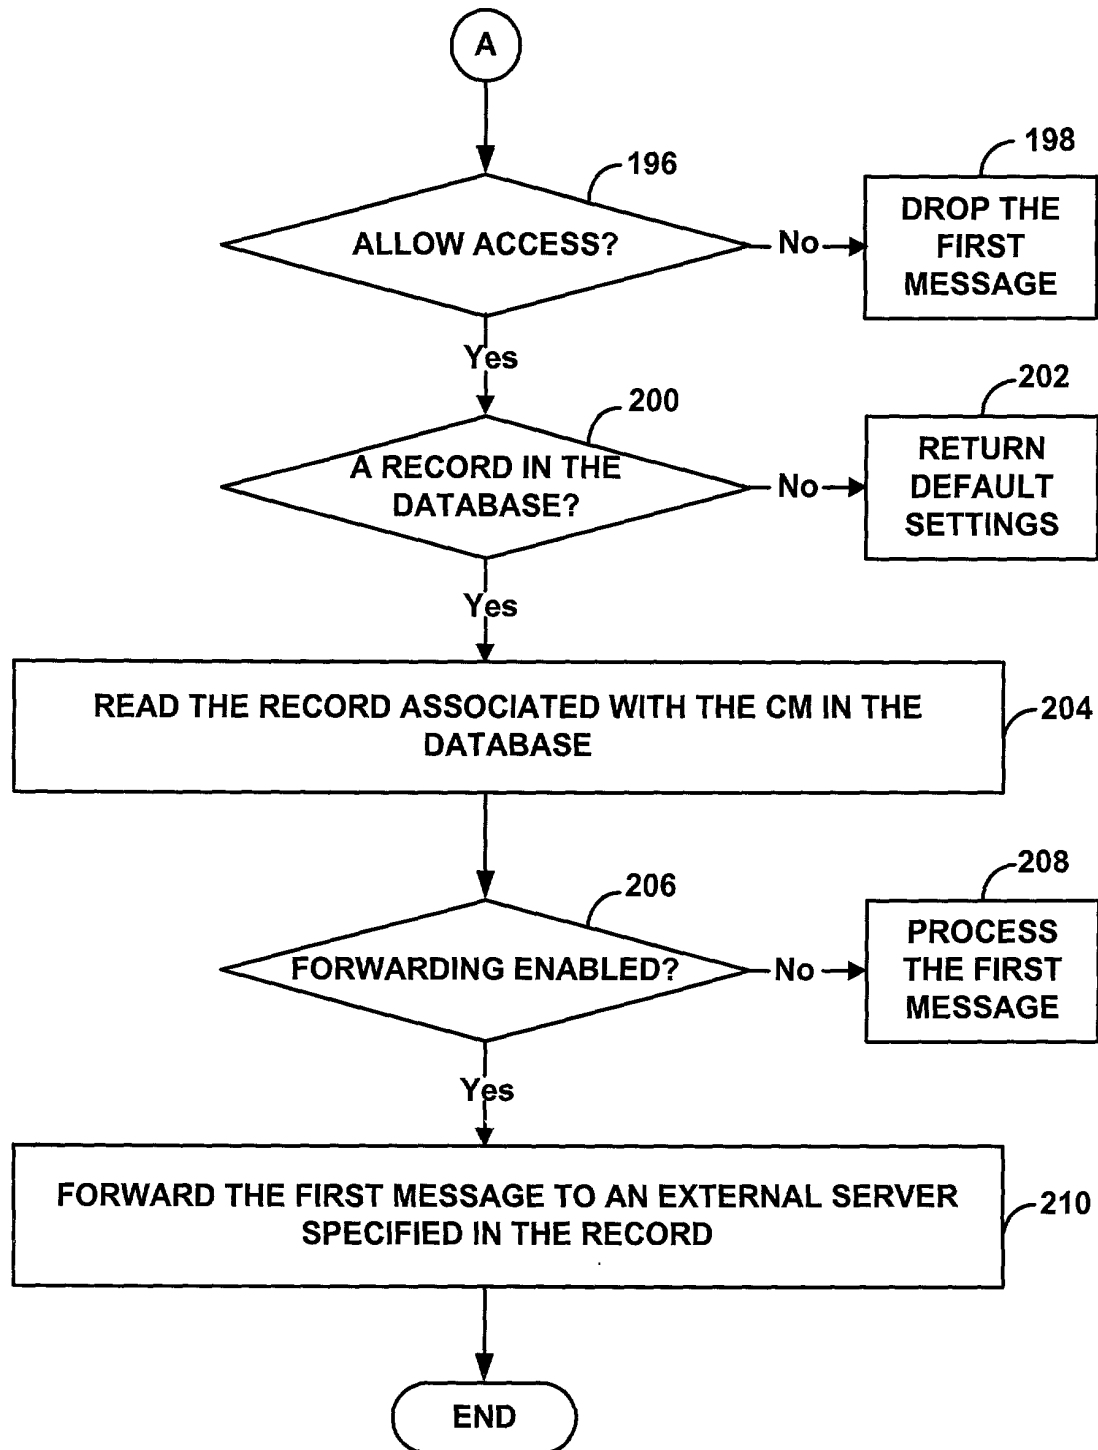 A
196
ALLOW ACCESS?
No
198
DROP THE
FIRST
MESSAGE
Yes
200
A RECORD IN THE
DATABASE?
No
202
RETURN
DEFAULT
SETTINGS
Yes
READ THE RECORD ASSOCIATED WITH THE CM IN THE
DATABASE
204
206
FORWARDING ENABLED?
No
208
PROCESS
THE FIRST
MESSAGE
Yes
FORWARD THE FIRST MESSAGE TO AN EXTERNAL SERVER
SPECIFIED IN THE RECORD
210
END